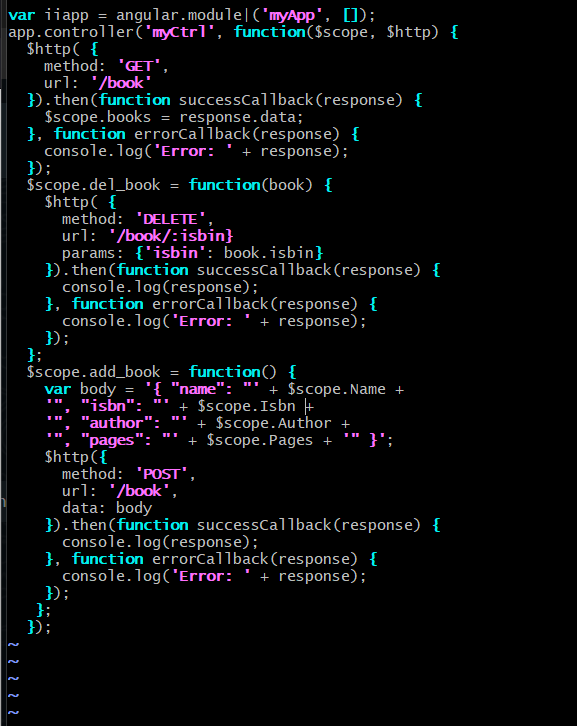 var iiapp = angular.module|('myApp', []);
app.controller('myCtrl', function($scope, $http) {
  $http( {
    method: 'GET',
    url: '/book'
  }).then(function successCallback(response) {
    $scope.books = response.data;
  }, function errorCallback(response) {
    console.log('Error: ' + response);
  });
  $scope.del_book = function(book) {
    $http( {
      method: 'DELETE',
      url: '/book/:isbin}
      params: {'isbin': book.isbin}
    }).then(function successCallback(response) {
      console.log(response);
    }, function errorCallback(response) {
      console.log('Error: ' + response);
    });
  };
  $scope.add_book = function() {
    var body = '{ "name": "' + $scope.Name +
    '", "isbn": "' + $scope.Isbn +
    '", "author": "' + $scope.Author +
    '", "pages": "' + $scope.Pages + '" }';
    $http({
      method: 'POST',
      url: '/book',
      data: body
    }).then(function successCallback(response) {
      console.log(response);
    }, function errorCallback(response) {
      console.log('Error: ' + response);
    });
   };
  });
~
~
~
~
~